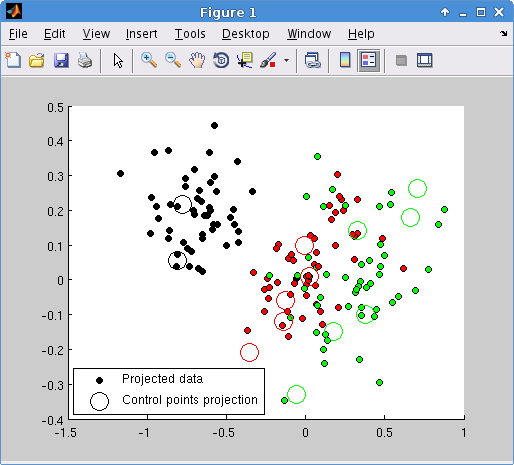 Figure 1
File Edit View Insert Tools Desktop Window Help
0.5
0.4
0.3
0.2
0.1
0
-0.1
-0.2
-0.3
-0.4
Projected data
Control points projection
-1.5 -1 -0.5 0 0.5 1